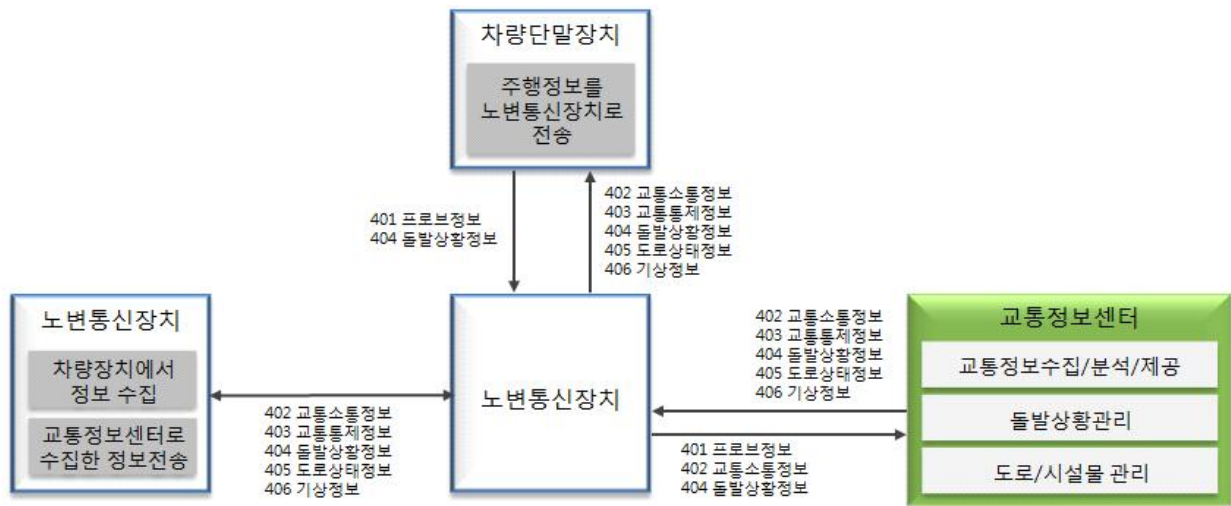 차량단말장치
주행정보를
노변통신장치로
전송
401 프로브정보
404 돌발상황정보
402 교통소통정보
403 교통통제정보
404 돌발상황정보
405 도로상태정보
406 기상정보
노변통신장치
차량장치에서
정보 수집
교통정보센터로
수집한 정보전송
402 교통소통정보
403 교통통제정보
404 돌발상황정보
405 도로상태정보
406 기상정보
노변통신장치
402 교통소통정보
403 교통통제정보
404 돌발상황정보
405 도로상태정보
406 기상정보
401 프로브정보
402 교통소통정보
404 돌발상황정보
교통정보센터
교통정보수집/분석/제공
돌발상황관리
도로/시설물 관리